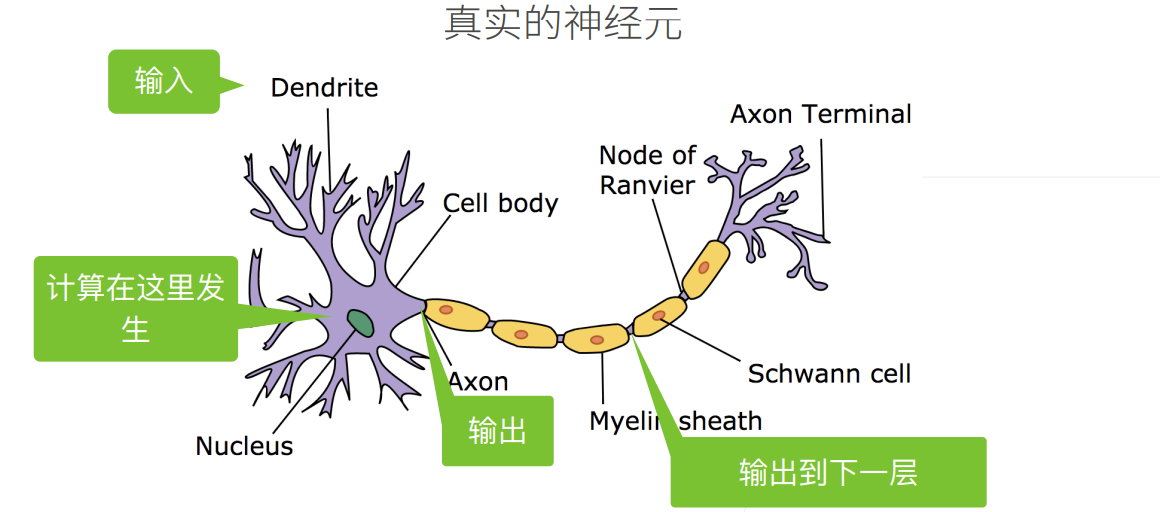 真实的神经元
输入
Dendrite
Axon Terminal
Node of
Ranvier
Cell body
计算在这里发
生
Axon
Schwann cell
输出
Myelin sheath
Nucleus
输出到下一层